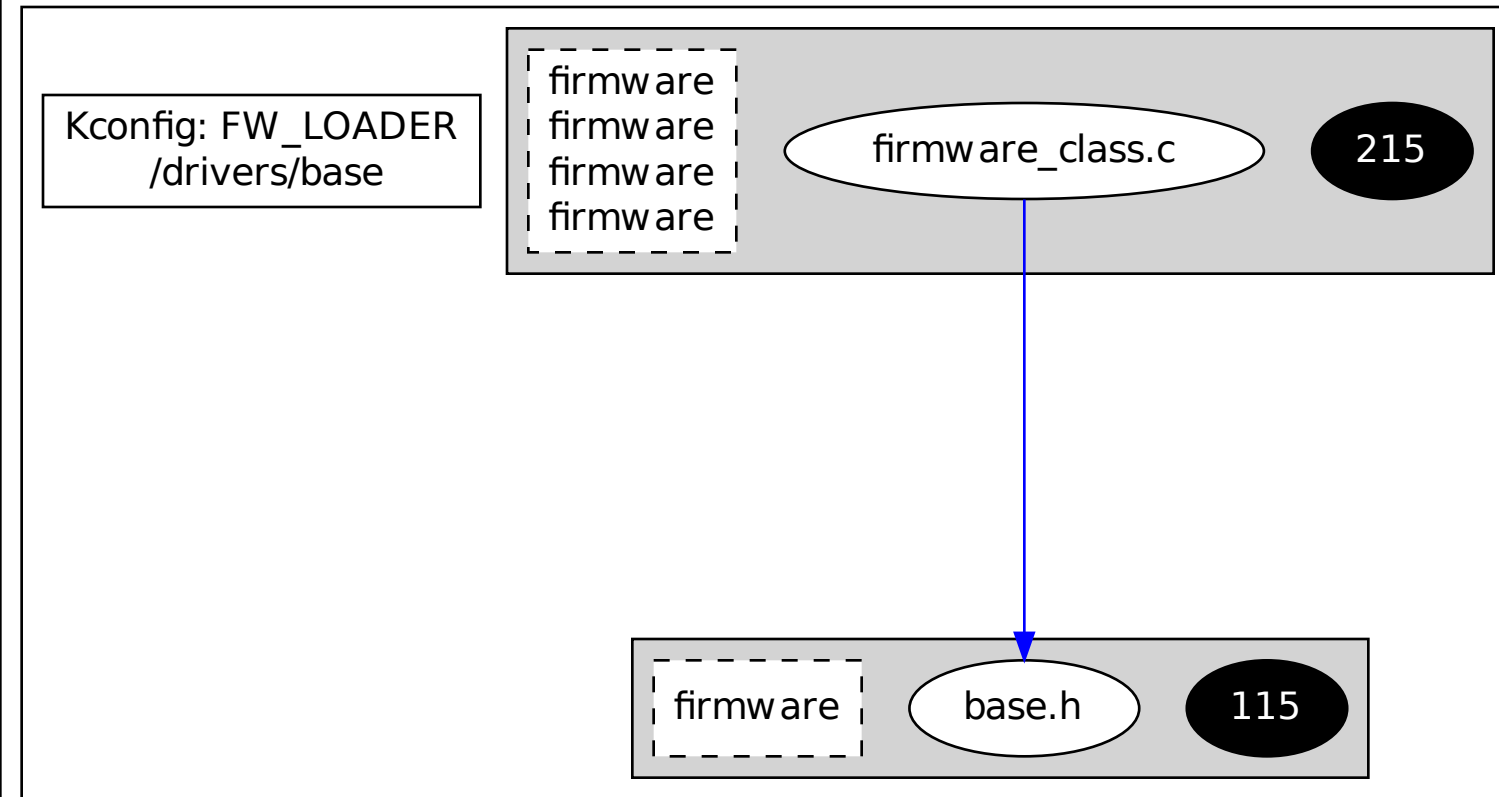 Kconfig: FW_LOADER
/drivers/base
firmware
firmware
firmware
firmware
firmware_class.c
215
firmware
base.h
115